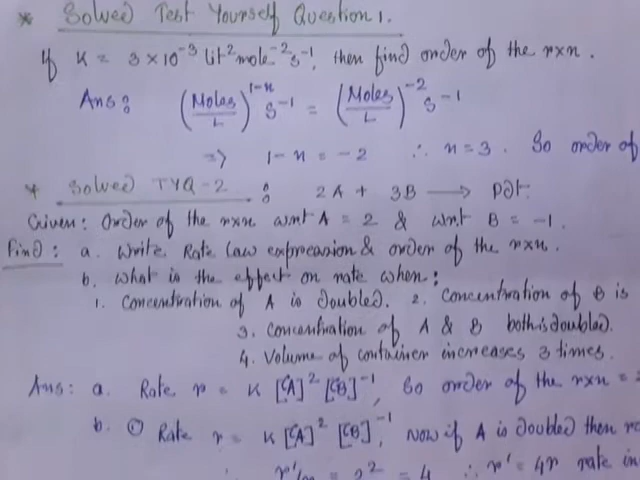 * Solved Test Yourself Question 1.
If K = 3 × 10⁻³ lit² mole⁻² s⁻¹, then find order of the rxn.
Ans: (Moles/L)¹⁻ⁿ s⁻¹ = (Moles/L)⁻² s⁻¹
=> 1-n = -2 ∴ n = 3. So order of
* Solved TYQ-2 : 2A + 3B → Pdt.
Given: Order of the rxn wrt A = 2 & wrt B = -1.
Find: a. Write Rate law expression & order of the rxn.
b. What is the effect on rate when:
1. Concentration of A is doubled. 2. Concentration of B is
3. Concentration of A & B both is doubled.
4. Volume of container increases 3 times.
Ans: a. Rate r = K [A]² [B]⁻¹, So order of the rxn =
b. ① Rate r = K [A]² [B]⁻¹, Now if A is doubled then
∴ r'/r = 2² = 4 ∴ r' = 4r rate in